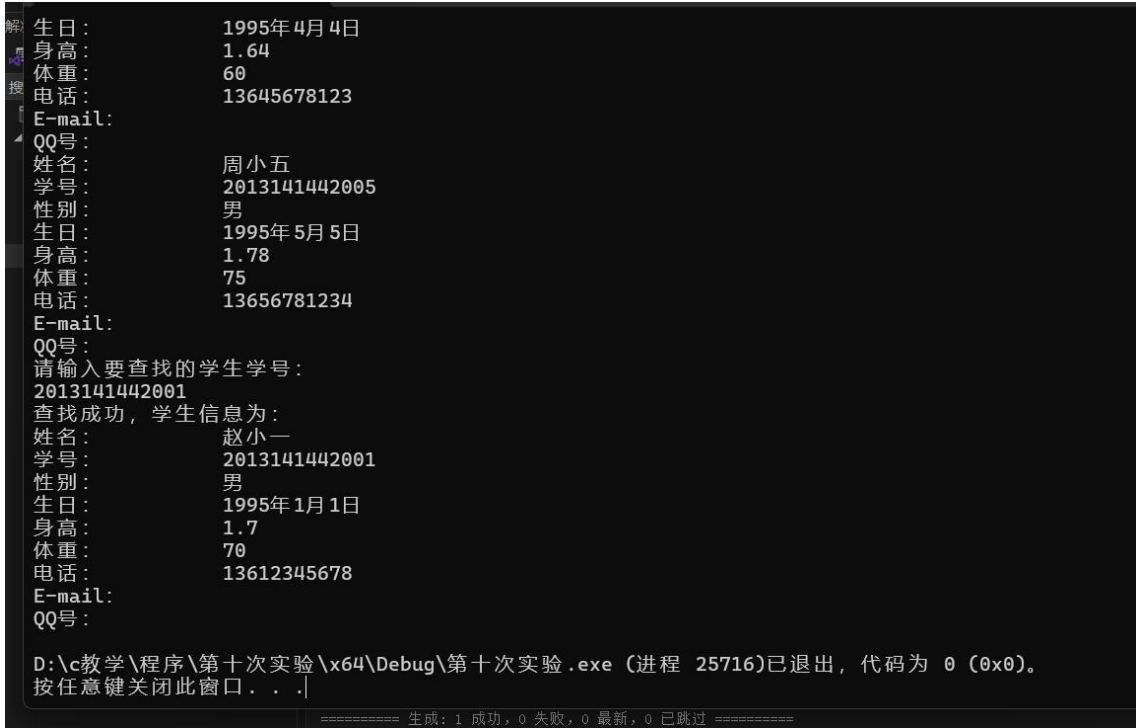 解
搜
生日: 1995年4月4日
身高: 1.64
体重: 60
电话: 13645678123
E-mail:
QQ号:
姓名: 周小五
学号: 2013141442005
性别: 男
生日: 1995年5月5日
身高: 1.78
体重: 75
电话: 13656781234
E-mail:
QQ号:
请输入要查找的学生学号:
2013141442001
查找成功, 学生信息为:
姓名: 赵小一
学号: 2013141442001
性别: 男
生日: 1995年1月1日
身高: 1.7
体重: 70
电话: 13612345678
E-mail:
QQ号:
D:\c教学\程序\第十次实验\x64\Debug\第十次实验.exe (进程 25716)已退出, 代码为 0 (0x0)。
按任意键关闭此窗口. . .
========== 生成: 1 成功, 0 失败, 0 最新, 0 已跳过 ==========